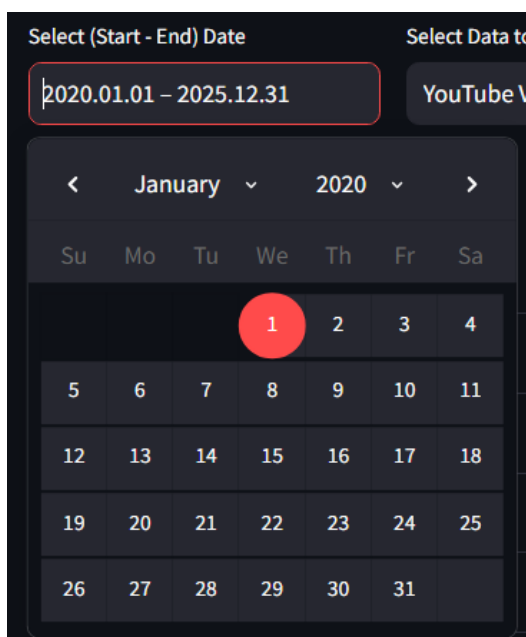 Select (Start - End) Date
Select Data to
2020.01.01 – 2025.12.31
YouTube V
January 2020
Su Mo Tu We Th Fr Sa
1 2 3 4
5 6 7 8 9 10 11
12 13 14 15 16 17 18
19 20 21 22 23 24 25
26 27 28 29 30 31